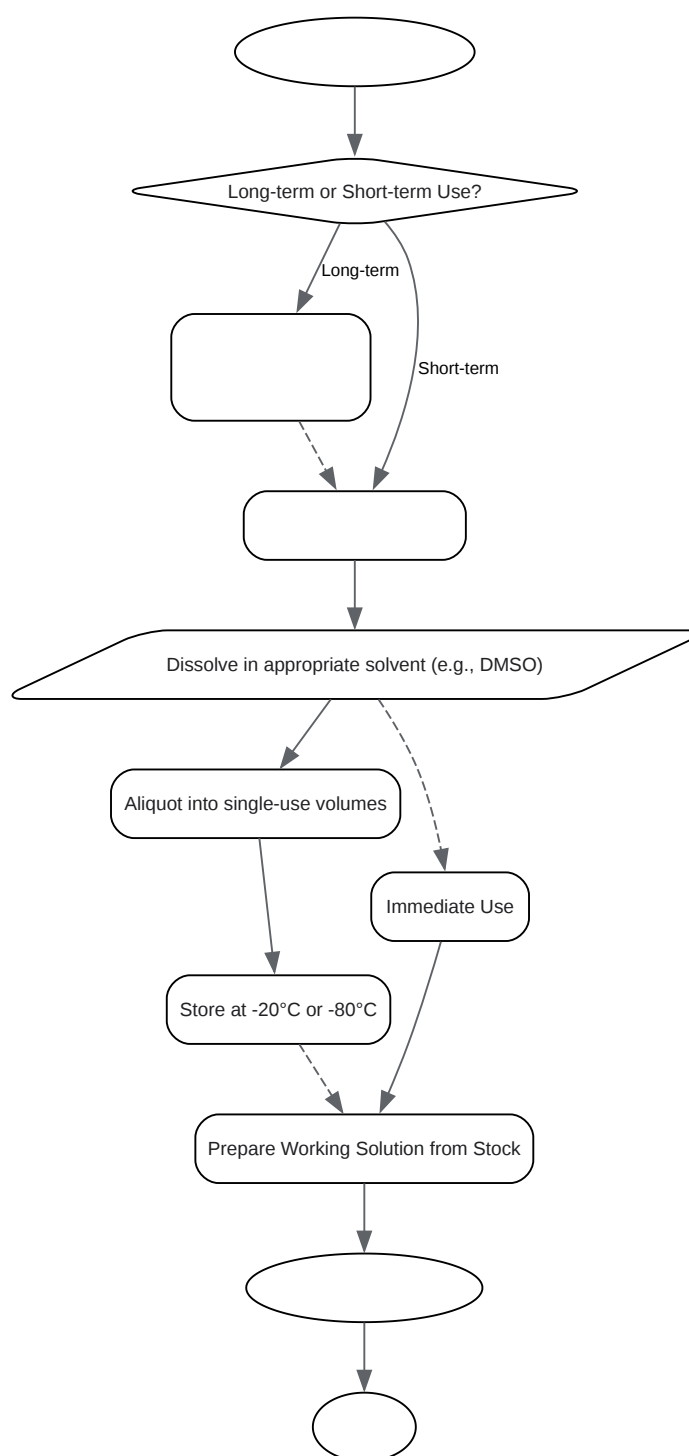 Long-term or Short-term Use?
Long-term
Short-term
Dissolve in appropriate solvent (e.g., DMSO)
Aliquot into single-use volumes
Immediate Use
Store at -20°C or -80°C
Prepare Working Solution from Stock